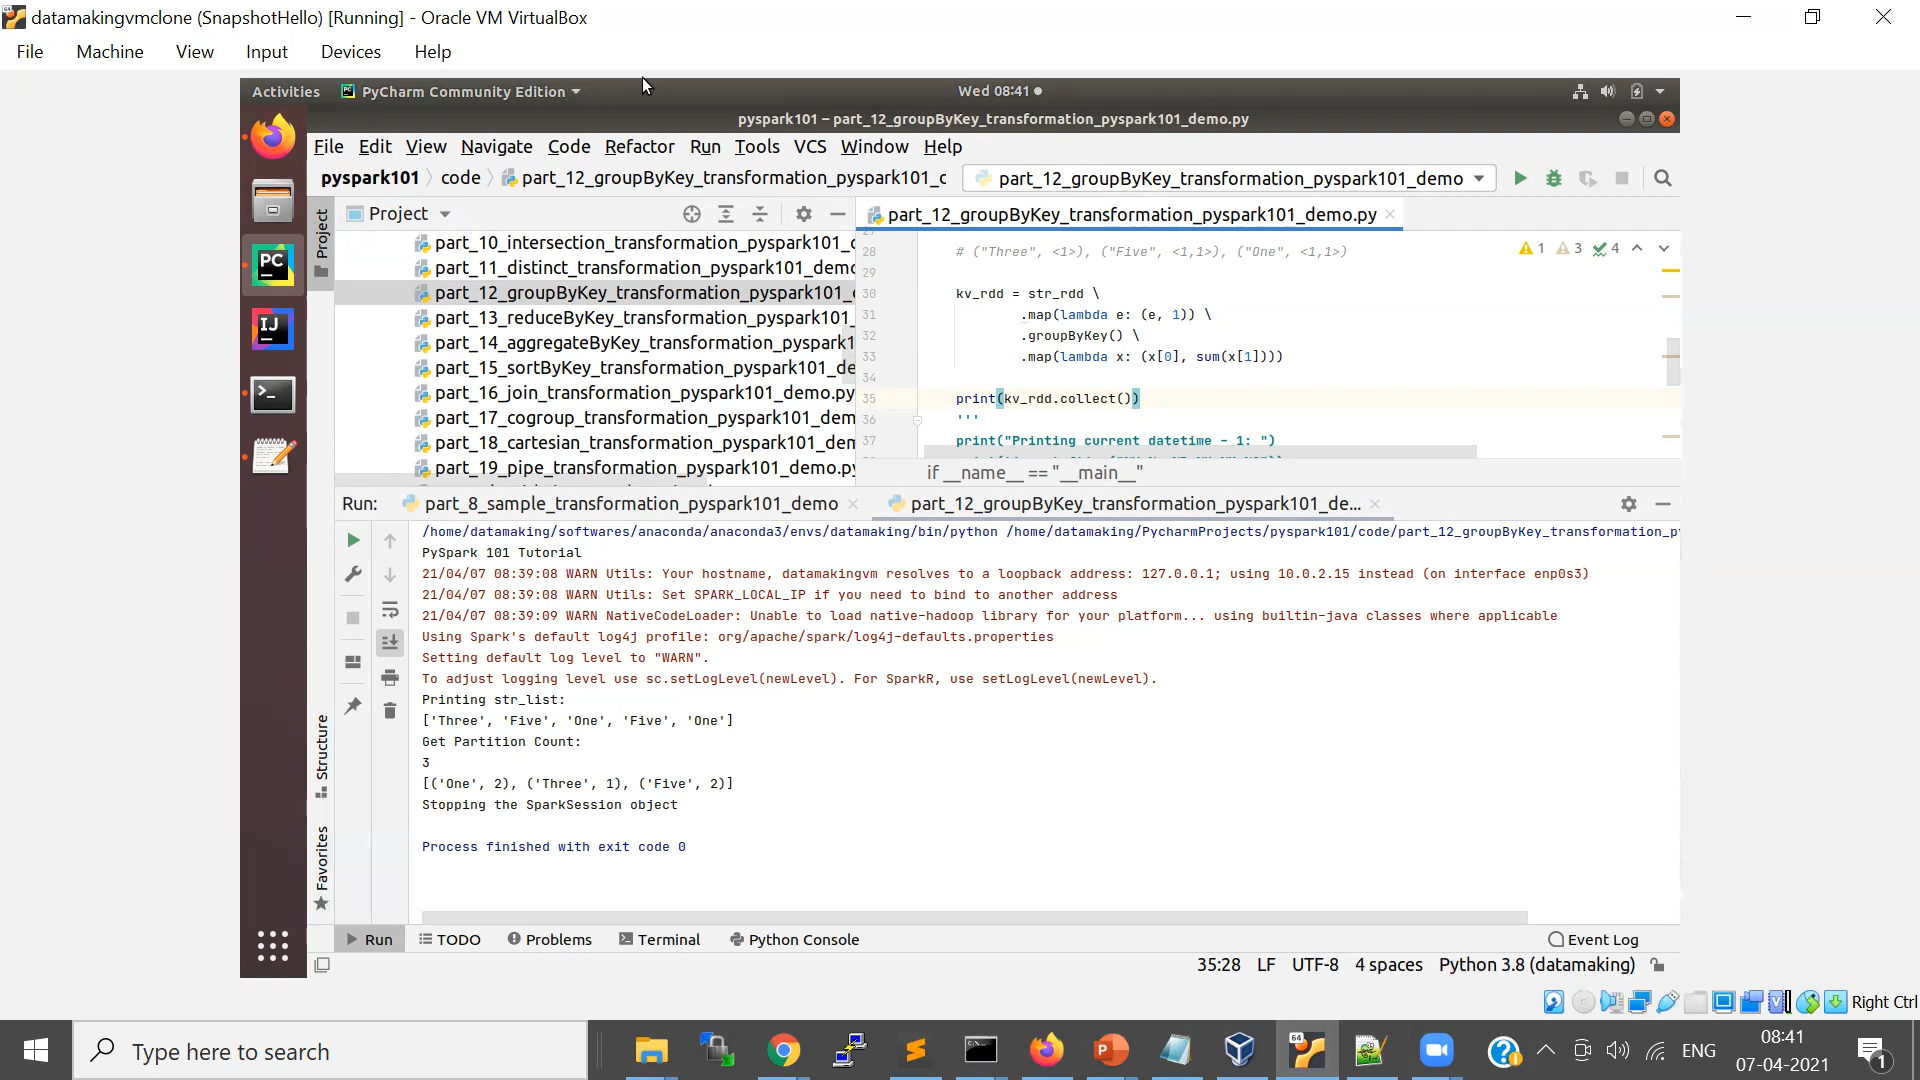 datamakingvmclone (SnapshotHello) [Running] - Oracle VM VirtualBox
File Machine View Input Devices Help
Activities PyCharm Community Edition Wed 08:41
pyspark101 – part_12_groupByKey_transformation_pyspark101_demo.py
File Edit View Navigate Code Refactor Run Tools VCS Window Help
pyspark101 code part_12_groupByKey_transformation_pyspark101_ part_12_groupByKey_transformation_pyspark101_demo
Project
Project
part_10_intersection_transformation_pyspark101_
part_11_distinct_transformation_pyspark101_demo
part_12_groupByKey_transformation_pyspark101_
part_13_reduceByKey_transformation_pyspark101_
part_14_aggregateByKey_transformation_pyspark1
part_15_sortByKey_transformation_pyspark101_de
part_16_join_transformation_pyspark101_demo.py
part_17_cogroup_transformation_pyspark101_dem
part_18_cartesian_transformation_pyspark101_den
part_19_pipe_transformation_pyspark101_demo.py
part_12_groupByKey_transformation_pyspark101_demo.py
28 # ("Three", <1>), ("Five", <1,1>), ("One", <1,1>)
1 3 4
29
30 kv_rdd = str_rdd \
31 .map(lambda e: (e, 1)) \
32 .groupByKey() \
33 .map(lambda x: (x[0], sum(x[1])))
34
35 print(kv_rdd.collect())
36 '''
37 print("Printing current datetime - 1: ")
if __name__ == "__main__"
Run: part_8_sample_transformation_pyspark101_demo part_12_groupByKey_transformation_pyspark101_de...
/home/datamaking/softwares/anaconda/anaconda3/envs/datamaking/bin/python /home/datamaking/PycharmProjects/pyspark101/code/part_12_groupByKey_transformation_p
PySpark 101 Tutorial
21/04/07 08:39:08 WARN Utils: Your hostname, datamakingvm resolves to a loopback address: 127.0.0.1; using 10.0.2.15 instead (on interface enp0s3)
21/04/07 08:39:08 WARN Utils: Set SPARK_LOCAL_IP if you need to bind to another address
21/04/07 08:39:09 WARN NativeCodeLoader: Unable to load native-hadoop library for your platform... using builtin-java classes where applicable
Using Spark's default log4j profile: org/apache/spark/log4j-defaults.properties
Setting default log level to "WARN".
To adjust logging level use sc.setLogLevel(newLevel). For SparkR, use setLogLevel(newLevel).
Printing str_list:
['Three', 'Five', 'One', 'Five', 'One']
Get Partition Count:
3
[('One', 2), ('Three', 1), ('Five', 2)]
Stopping the SparkSession object
Process finished with exit code 0
Structure
Favorites
Run TODO Problems Terminal Python Console Event Log
35:28 LF UTF-8 4 spaces Python 3.8 (datamaking)
Right Ctrl
Type here to search
ENG
08:41
07-04-2021
1